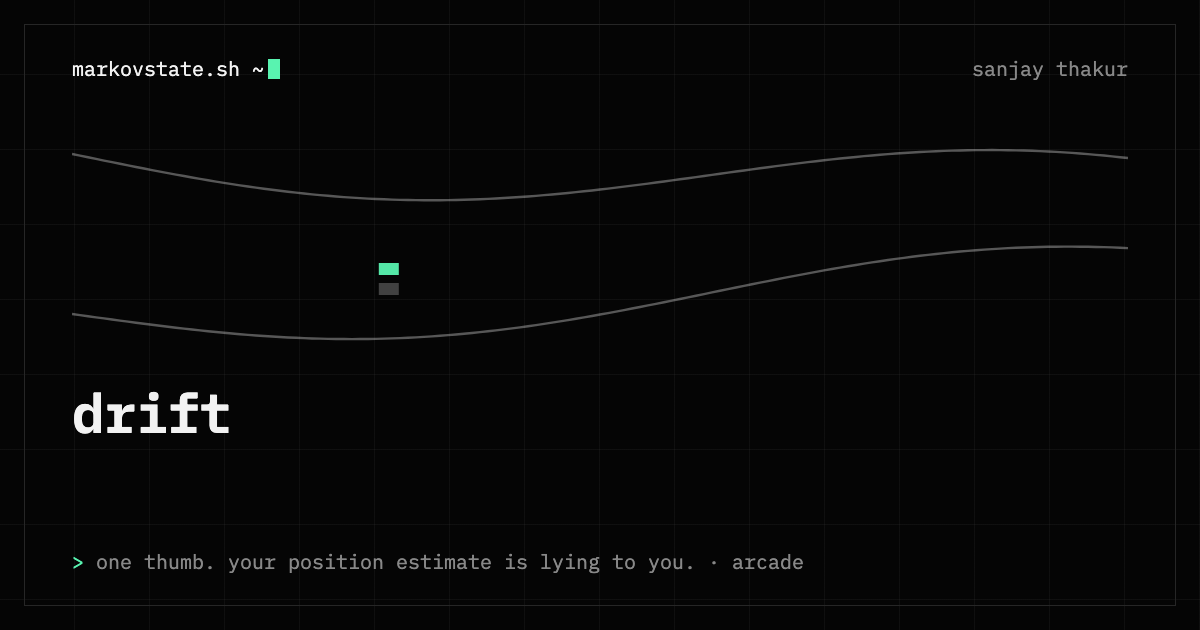 markovstate.sh ~
sanjay thakur
drift
> one thumb. your position estimate is lying to you. · arcade